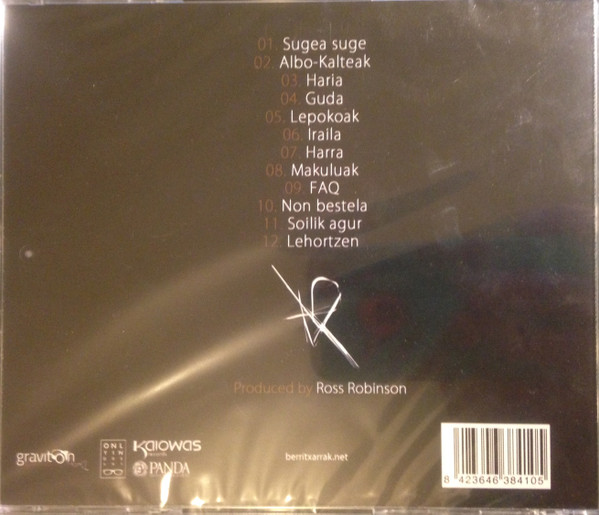 01. Sugea suge
02. Albo-Kalteak
03. Haria
04. Guda
05. Lepokoak
06. Iraila
07. Harra
08. Makuluak
09. FAQ
10. Non bestela
11 Soilik agur
12. Lehortzen
Produced by Ross Robinson
graviton
KAIOWAS
records
PANDA
berritxarrak.net
8 423646 384105